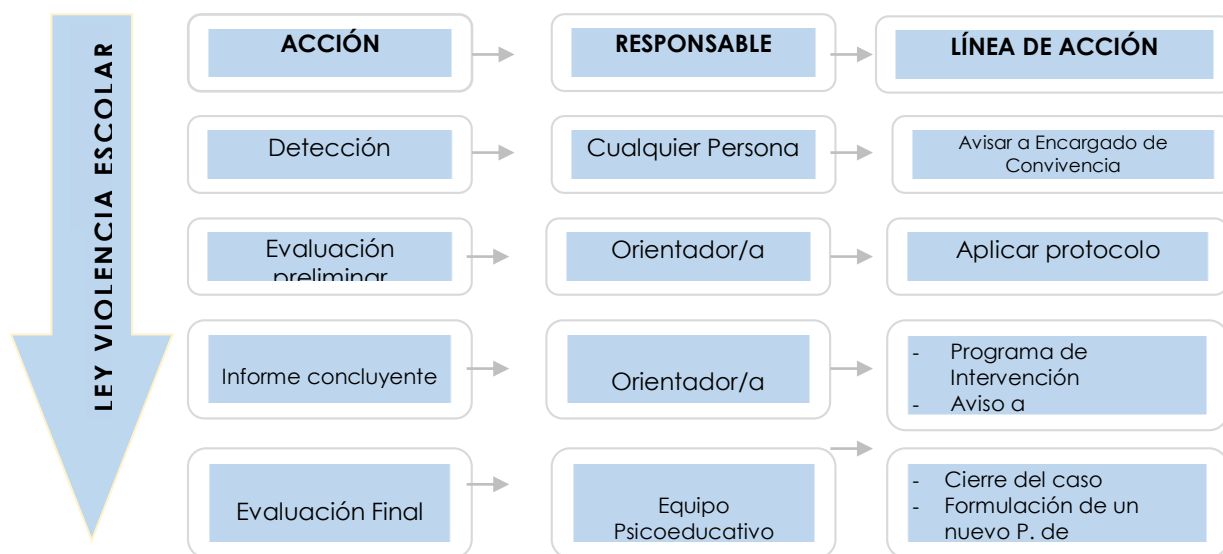 LEY VIOLENCIA ESCOLAR
ACCIÓN
RESPONSABLE
LÍNEA DE ACCIÓN
Detección
Cualquier Persona
Avisar a Encargado de
Convivencia
Evaluación
preliminar
Orientador/a
Aplicar protocolo
Informe concluyente
Orientador/a
- Programa de
Intervención
- Aviso a
Evaluación Final
Equipo
Psicoeducativo
- Cierre del caso
- Formulación de un
nuevo P. de